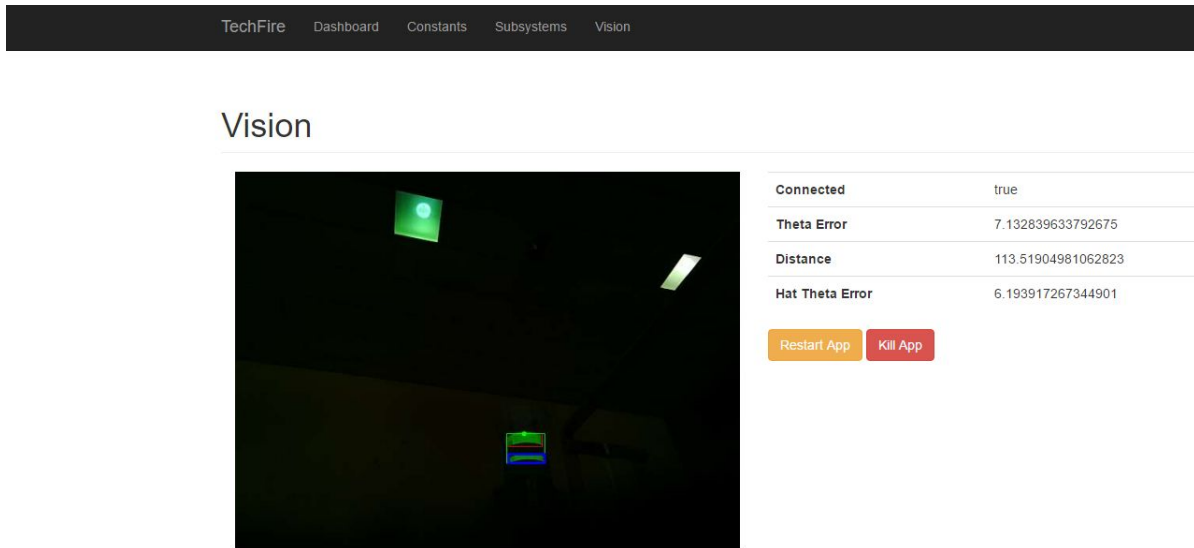 TechFire Dashboard Constants Subsystems Vision
Vision
Connected true
Theta Error 7.132839633792675
Distance 113.51904981062823
Hat Theta Error 6.193917267344901
Restart App Kill App